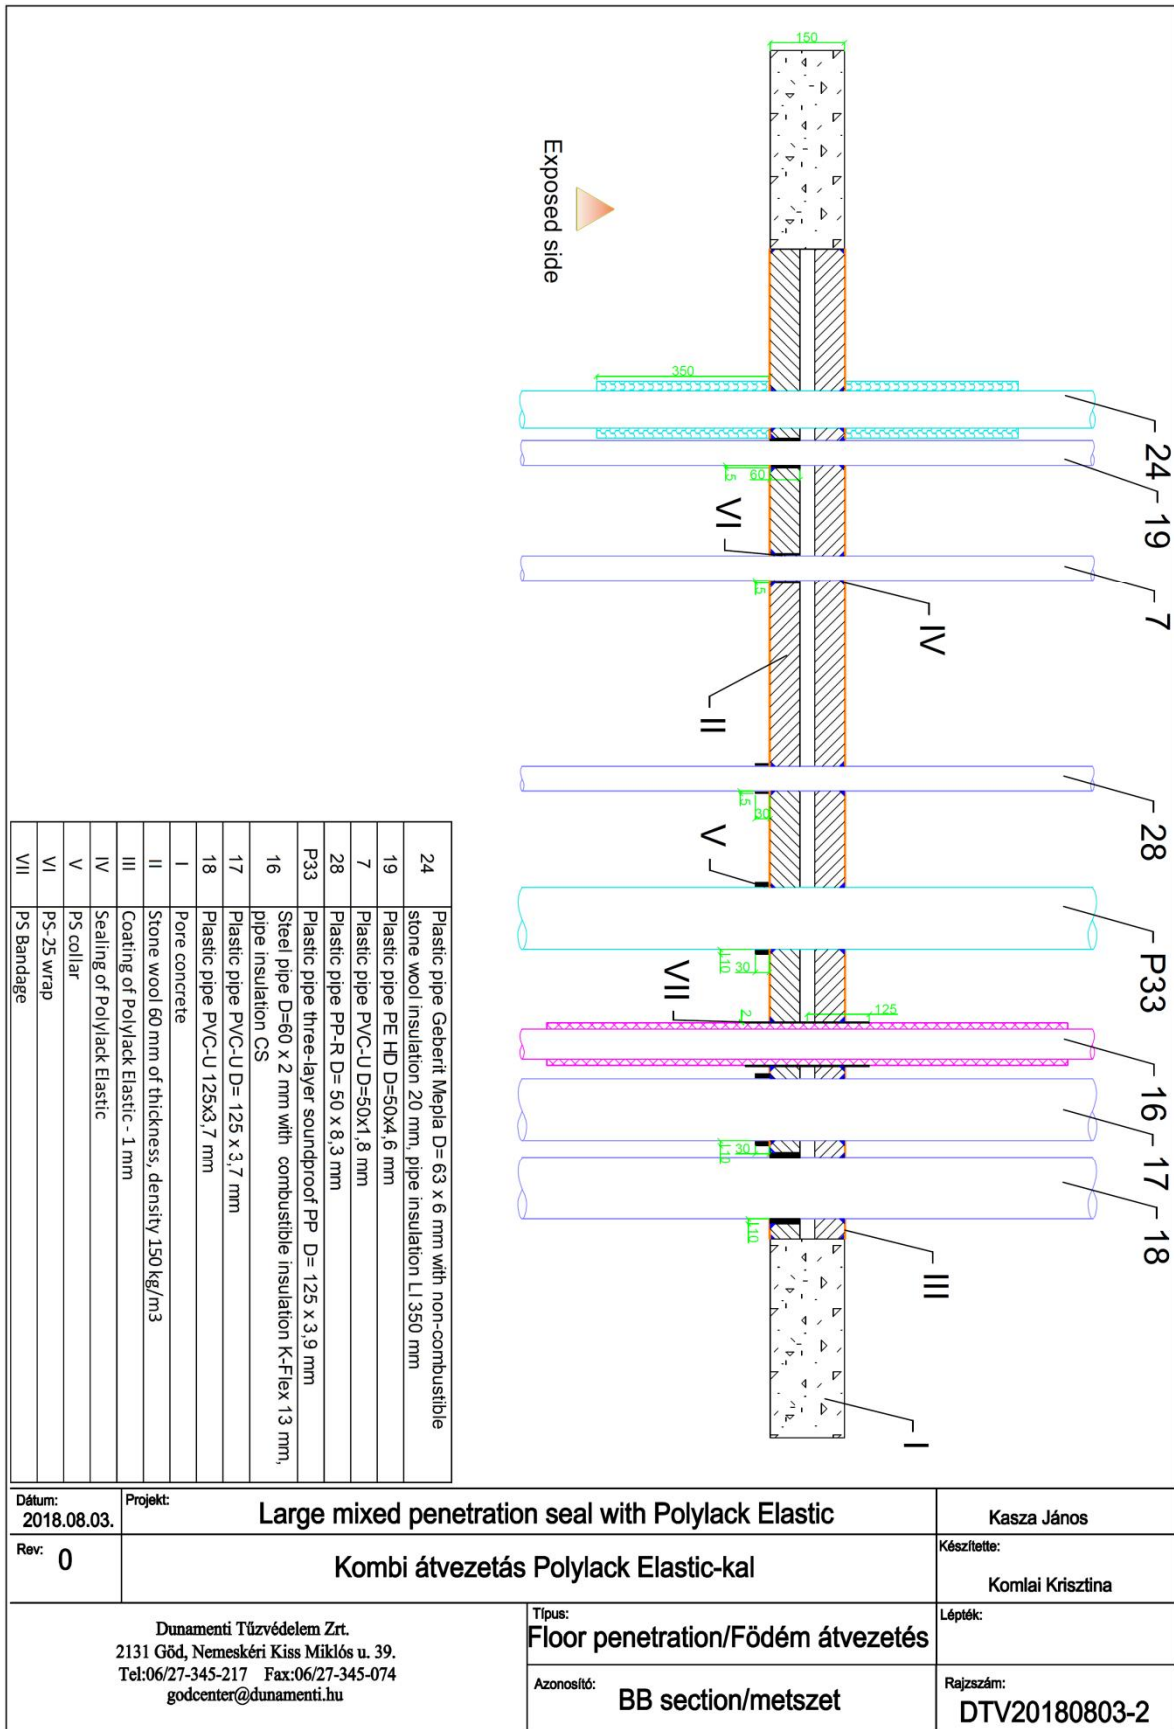 150
Exposed side
350
60
5
5
5
30
10
30
2
125
10
30
10
24
19
7
28
P33
16
17
18
VI
IV
II
V
VII
III
I
24 Plastic pipe Geberit Mepla D= 63 x 6 mm with non-combustible
stone wool insulation 20 mm, pipe insulation LI 350 mm
19 Plastic pipe PE HD D=50x4,6 mm
7 Plastic pipe PVC-U D=50x1,8 mm
28 Plastic pipe PP-R D= 50 x 8,3 mm
P33 Plastic pipe three-layer soundproof PP D= 125 x 3,9 mm
16 Steel pipe D=60 x 2 mm with combustible insulation K-Flex 13 mm,
pipe insulation CS
17 Plastic pipe PVC-U D= 125 x 3,7 mm
18 Plastic pipe PVC-U 125x3,7 mm
I Pore concrete
II Stone wool 60 mm of thickness, density 150 kg/m3
III Coating of Polylack Elastic - 1 mm
IV Sealing of Polylack Elastic
V PS collar
VI PS-25 wrap
VII PS Bandage
Dátum:
2018.08.03.
Projekt:
Large mixed penetration seal with Polylack Elastic
Kasza János
Rev: 0
Kombi átvezetás Polylack Elastic-kal
Készítette:
Komlai Krisztina
Dunamenti Tűzvédelem Zrt.
2131 Göd, Nemeskéri Kiss Miklós u. 39.
Tel:06/27-345-217 Fax:06/27-345-074
godcenter@dunamenti.hu
Típus:
Floor penetration/Födém átvezetés
Lépték:
Azonosító:
BB section/metszet
Rajzszám:
DTV20180803-2